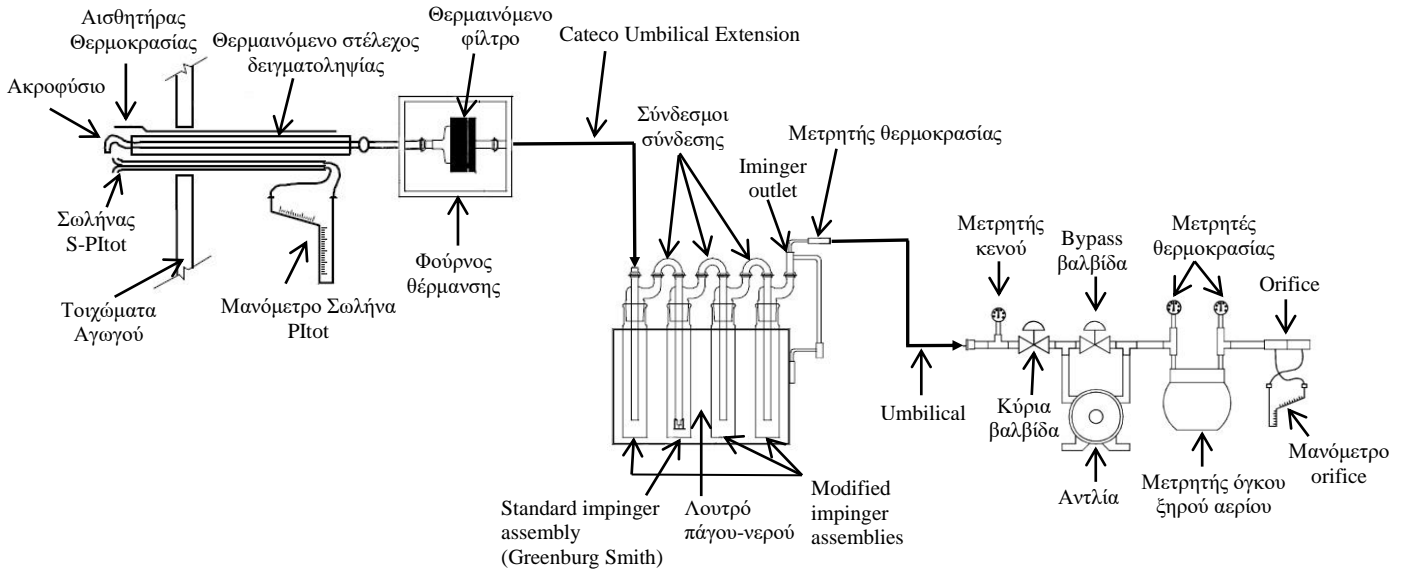 Αισθητήρας
Θερμοκρασίας
Θερμαινόμενο στέλεχος
δειγματοληψίας
Θερμαινόμενο
φίλτρο
Cateco Umbilical Extension
Ακροφύσιο
Σύνδεσμοι
σύνδεσης
Μετρητής θερμοκρασίας
Iminger
outlet
Σωλήνας
S-PItot
Τοιχώματα
Αγωγού
Μανόμετρο Σωλήνα
PItot
Φούρνος
θέρμανσης
Μετρητής
κενού
Bypass
βαλβίδα
Μετρητές
θερμοκρασίας
Orifice
Umbilical
Κύρια
βαλβίδα
Αντλία
Μετρητής όγκου
ξηρού αερίου
Μανόμετρο
orifice
Standard impinger
assembly
(Greenburg Smith)
Λουτρό
πάγου-νερού
Modified
impinger
assemblies